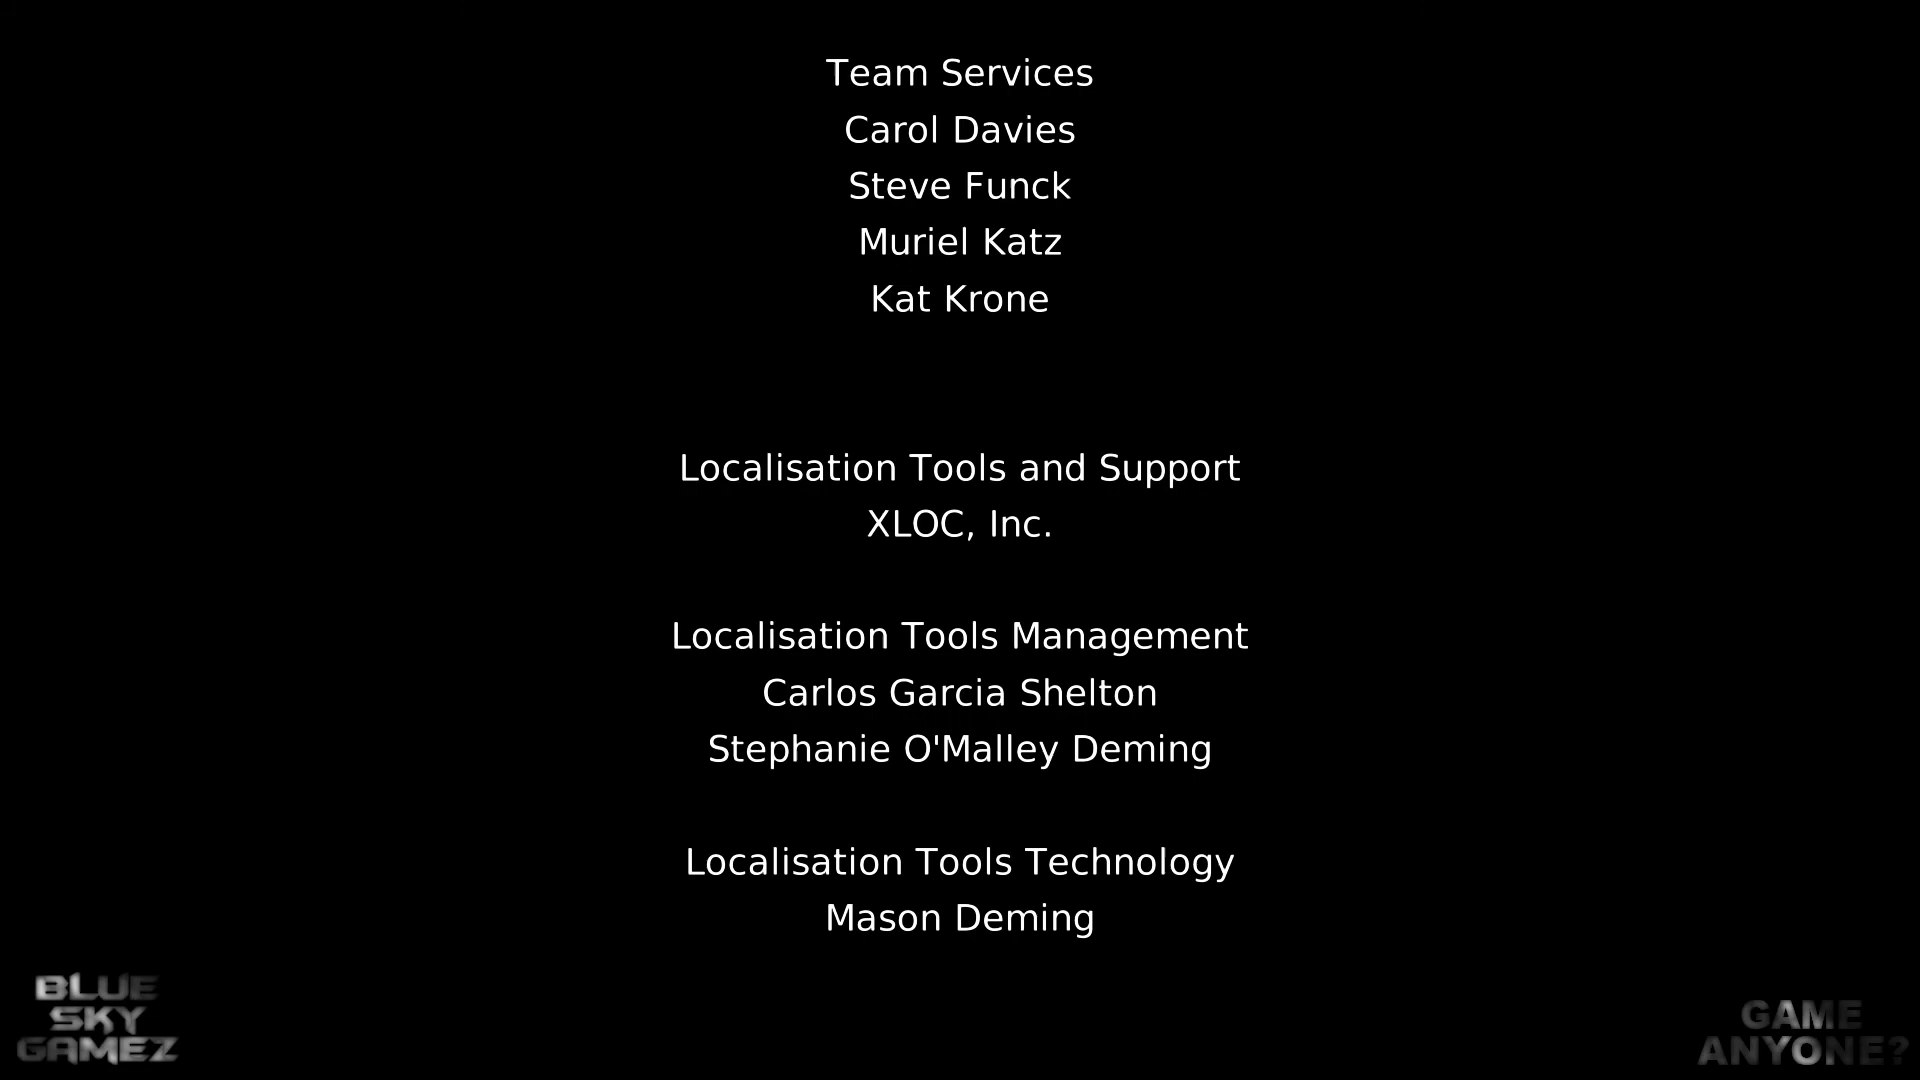 Team Services
Carol Davies
Steve Funck
Muriel Katz
Kat Krone
Localisation Tools and Support
XLOC, Inc.
Localisation Tools Management
Carlos Garcia Shelton
Stephanie O'Malley Deming
Localisation Tools Technology
Mason Deming
BLUE
SKY
GAMEZ
GAME
ANYONE?